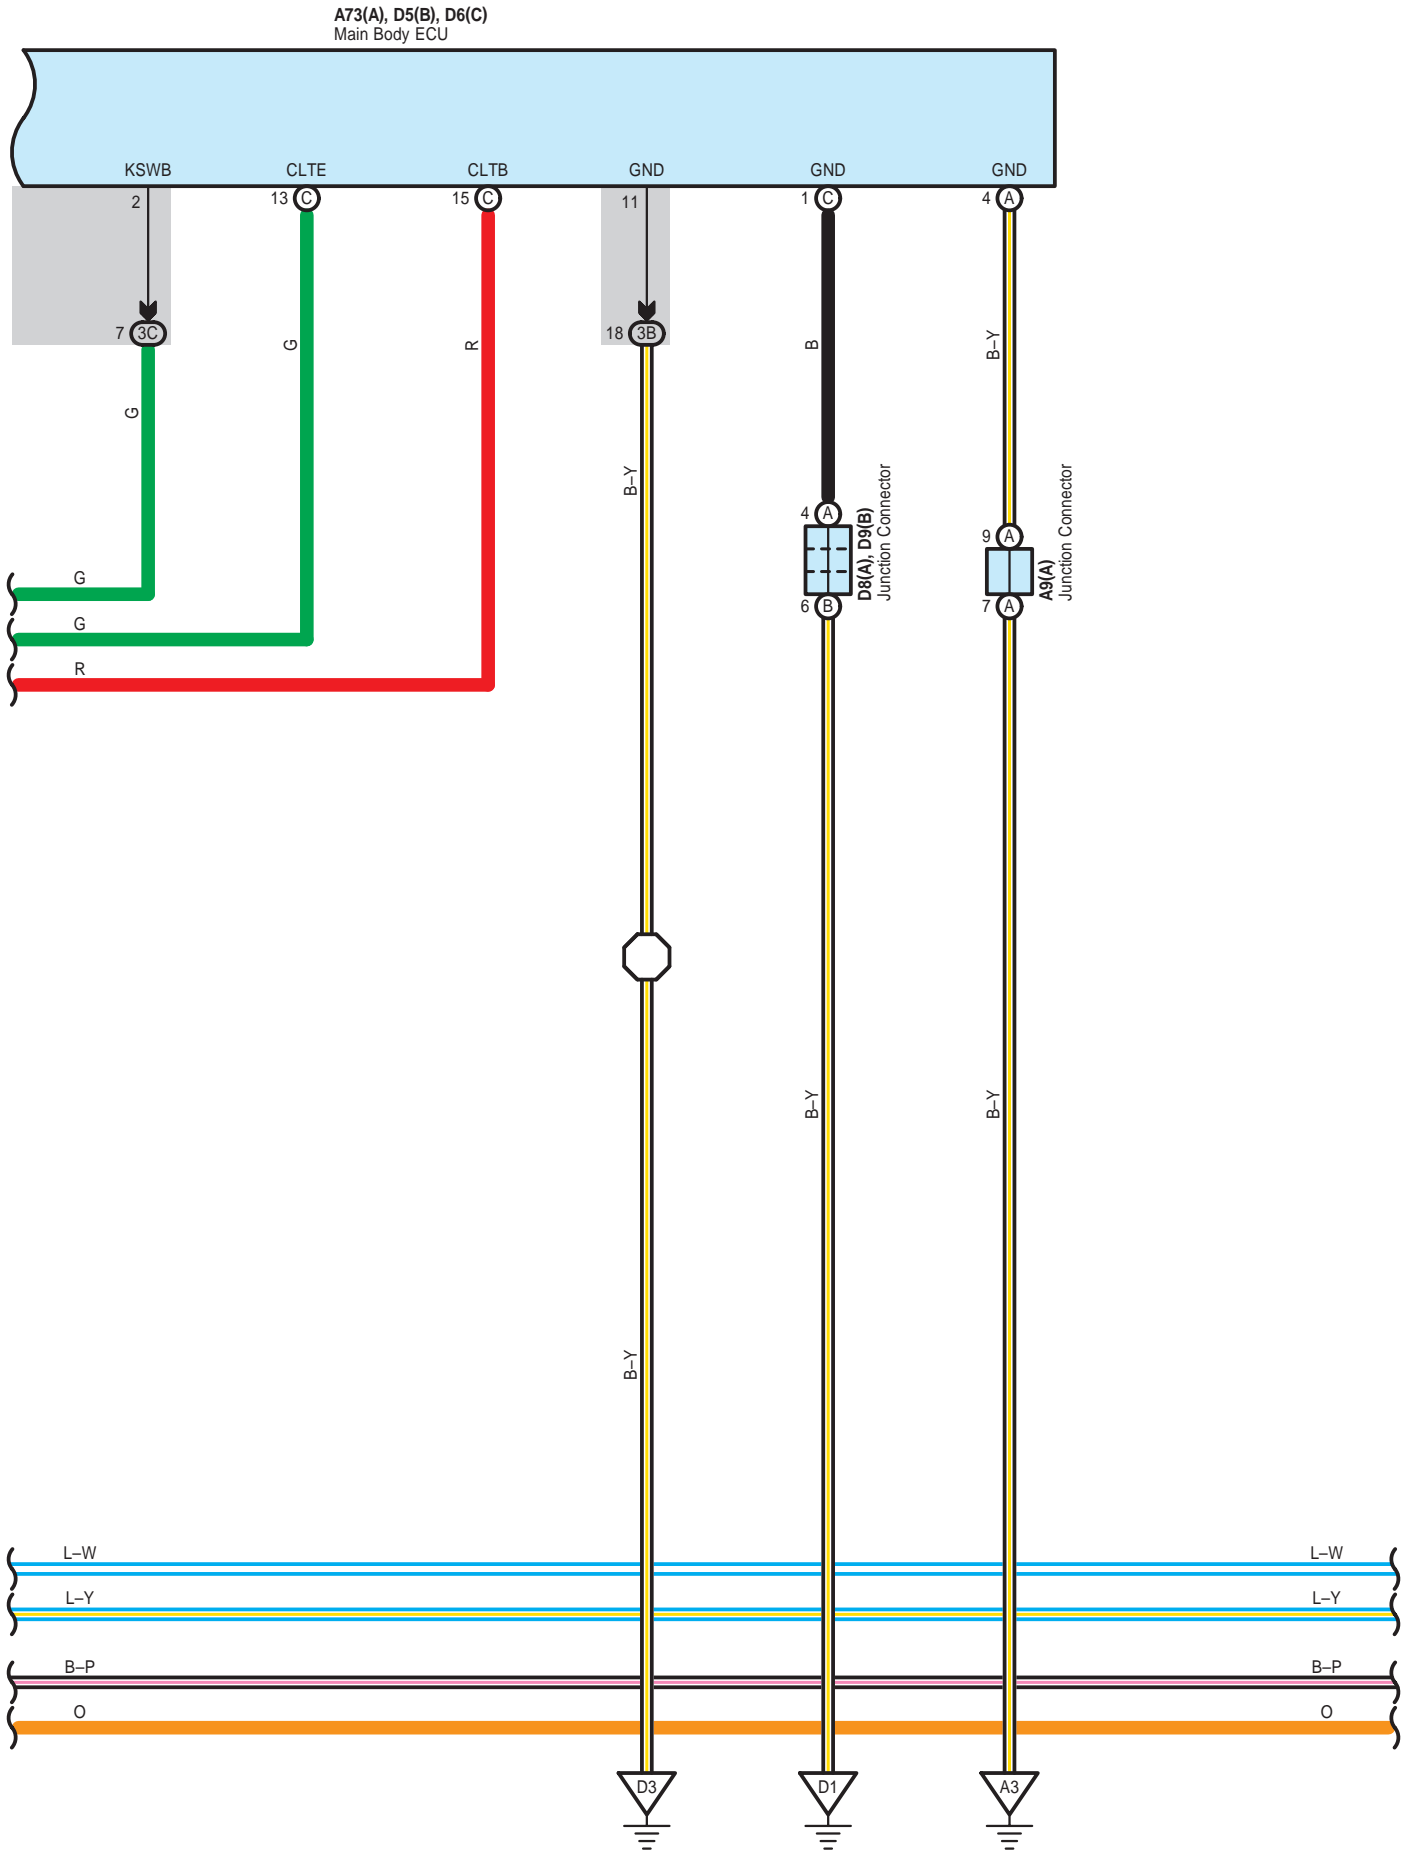 A73(A), D5(B), D6(C)
Main Body ECU
KSWB
CLTE
CLTB
GND
GND
GND
2
13 C
15 C
11
1 C
4 A
7 3C
18 3B
G
R
B
B–Y
G
B–Y
4 A
9 A
D8(A), D9(B)
Junction Connector
A9(A)
Junction Connector
6 B
7 A
G
G
R
B–Y
B–Y
B–Y
L–W
L–W
L–Y
L–Y
B–P
B–P
O
O
D3
D1
A3